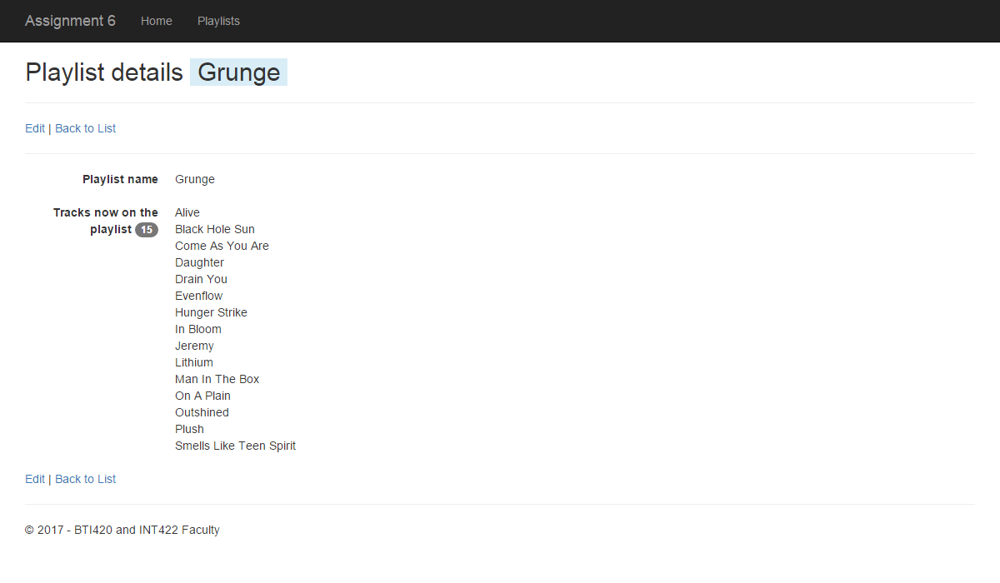 Assignment 6 Home Playlists
Playlist details Grunge
Edit | Back to List
Playlist name Grunge
Tracks now on the playlist 15
Alive
Black Hole Sun
Come As You Are
Daughter
Drain You
Evenflow
Hunger Strike
In Bloom
Jeremy
Lithium
Man In The Box
On A Plain
Outshined
Plush
Smells Like Teen Spirit
Edit | Back to List
© 2017 - BTI420 and INT422 Faculty